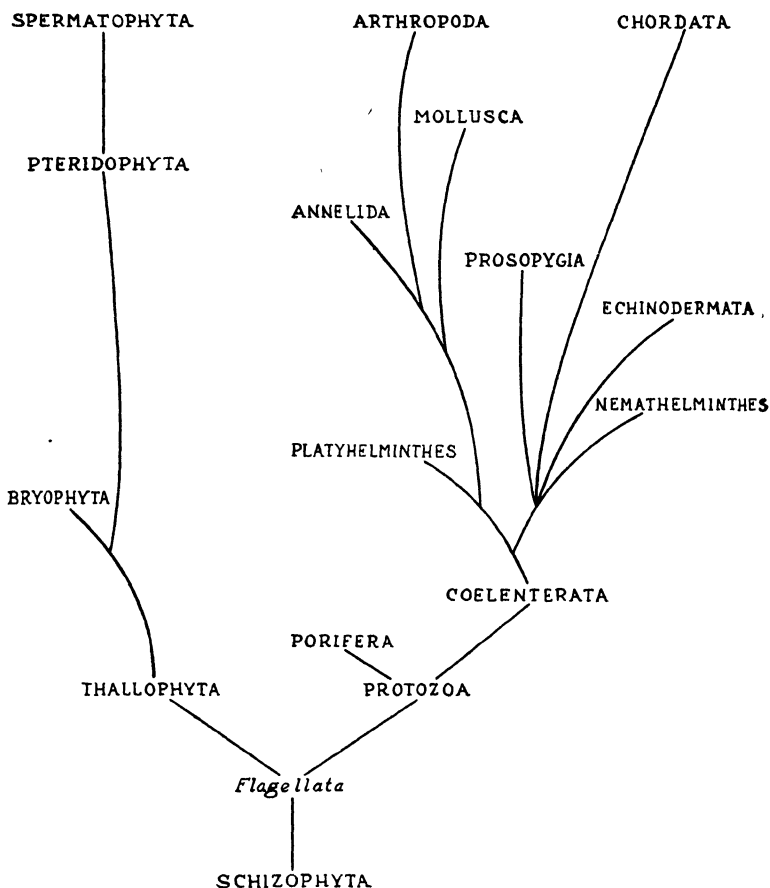 SPERMATOPHYTA
ARTHROPODA
CHORDATA
MOLLUSCA
PTERIDOPHYTA
ANNELIDA
PROSOPYGIA
ECHINODERMATA
NEMATHELMINTHES
PLATYHELMINTHES
BRYOPHYTA
COELENTERATA
PORIFERA
THALLOPHYTA
PROTOZOA
Flagellata
SCHIZOPHYTA